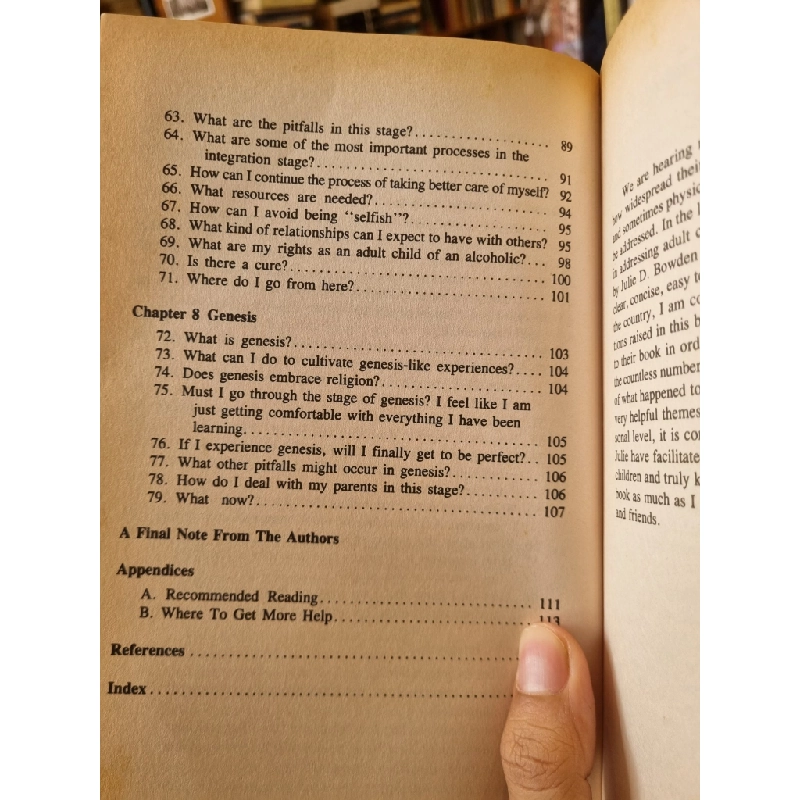 63. What are the pitfalls in this stage?.................... 89
64. What are some of the most important processes in the
integration stage?.................................. 91
65. How can I continue the process of taking better care of myself? 92
66. What resources are needed?.......................... 94
67. How can I avoid being "selfish"?..................... 95
68. What kind of relationships can I expect to have with others? 95
69. What are my rights as an adult child of an alcoholic?... 98
70. Is there a cure?..................................... 100
71. Where do I go from here?........................... 101
Chapter 8 Genesis
72. What is genesis?.................................... 103
73. What can I do to cultivate genesis-like experiences?.... 104
74. Does genesis embrace religion?....................... 104
75. Must I go through the stage of genesis? I feel like I am
just getting comfortable with everything I have been
learning.......................................... 105
76. If I experience genesis, will I finally get to be perfect?.. 105
77. What other pitfalls might occur in genesis?............ 106
78. How do I deal with my parents in this stage?.......... 106
79. What now?......................................... 107
A Final Note From The Authors
Appendices
A. Recommended Reading............................... 111
B. Where To Get More Help............................ 113
References ..............................................
Index....................................................
We are hearing
how widespread their
and sometimes physic
be addressed. In the
in addressing adult c
by Julie D. Bowden
clear, concise, easy t
the country, I am co
tions raised in this b
to their book in ord
the countless number
of what happened to
very helpful themes
sonal level, it is co
Julie have facilitate
children and truly k
book as much as I
and friends.